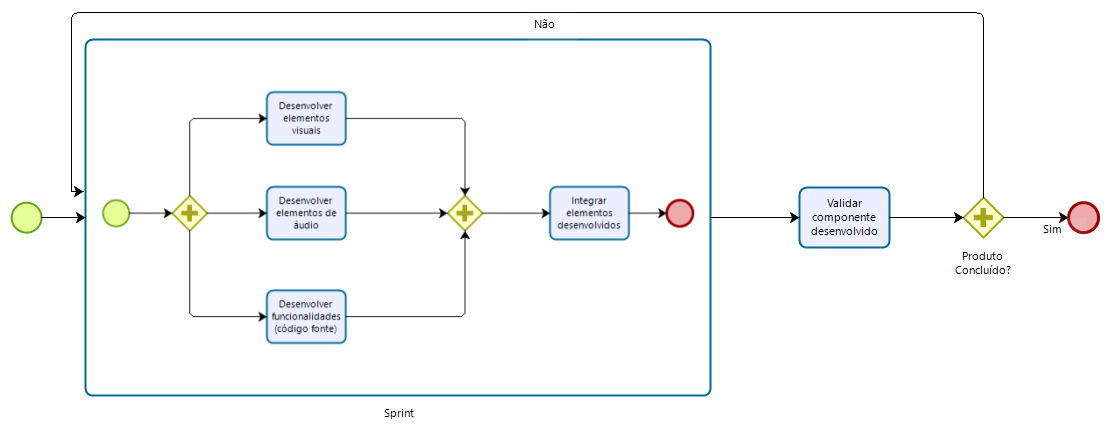 Não
Desenvolver
elementos
visuais
Desenvolver
elementos de
áudio
Desenvolver
funcionalidades
(código fonte)
Integrar
elementos
desenvolvidos
Validar
componente
desenvolvido
Sim
Produto
Concluído?
Sprint